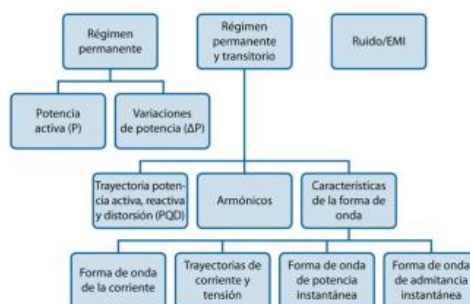 Régimen
permanente
Régimen
permanente
y transitorio
Ruido/EMI
Potencia
activa (P)
Variaciones
de potencia (ΔP)
Trayectoria poten-
cia activa, reactiva
y distorsión (PQD)
Armónicos
Características
de la forma de
onda
Forma de onda
de la corriente
Trayectorias de
corriente y
tensión
Forma de onda
de potencia
instantánea
Forma de onda
de admitancia
instantánea